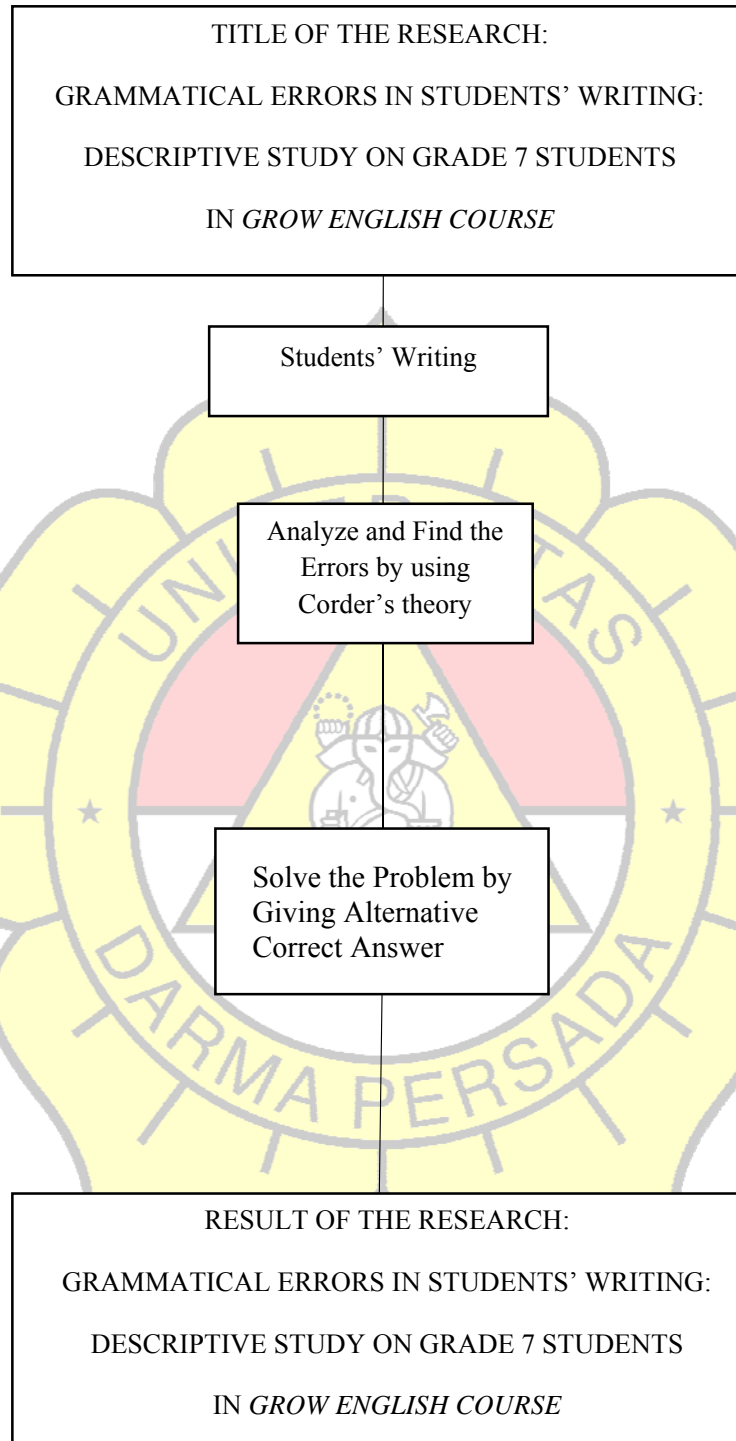 TITLE OF THE RESEARCH:
GRAMMATICAL ERRORS IN STUDENTS’ WRITING:
DESCRIPTIVE STUDY ON GRADE 7 STUDENTS
IN GROW ENGLISH COURSE
Students’ Writing
Analyze and Find the
Errors by using
Corder’s theory
Solve the Problem by
Giving Alternative
Correct Answer
DARMA PERSADA
RESULT OF THE RESEARCH:
GRAMMATICAL ERRORS IN STUDENTS’ WRITING:
DESCRIPTIVE STUDY ON GRADE 7 STUDENTS
IN GROW ENGLISH COURSE